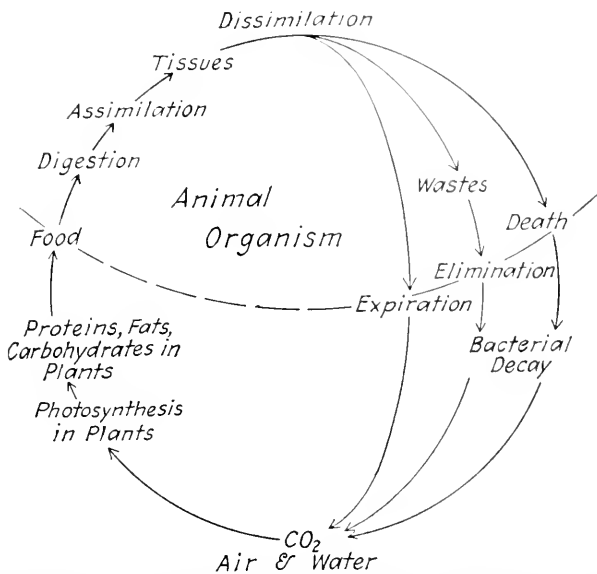 Dissimilation
Tissues
Assimilation
Digestion
Wastes
Animal
Organism
Death
Food
Elimination
Expiration
Proteins, Fats,
Carbohydrates in
Plants
Bacterial
Decay
Photosynthesis
in Plants
CO₂
Air & Water